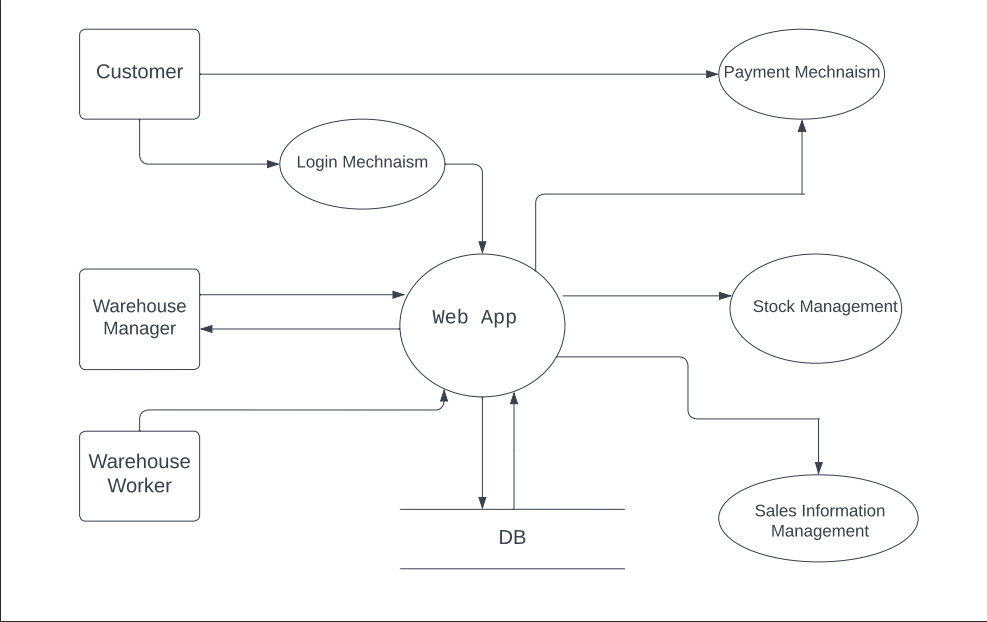 Customer
Payment Mechnaism
Login Mechnaism
Warehouse
Manager
Web App
Stock Management
Warehouse
Worker
DB
Sales Information
Management